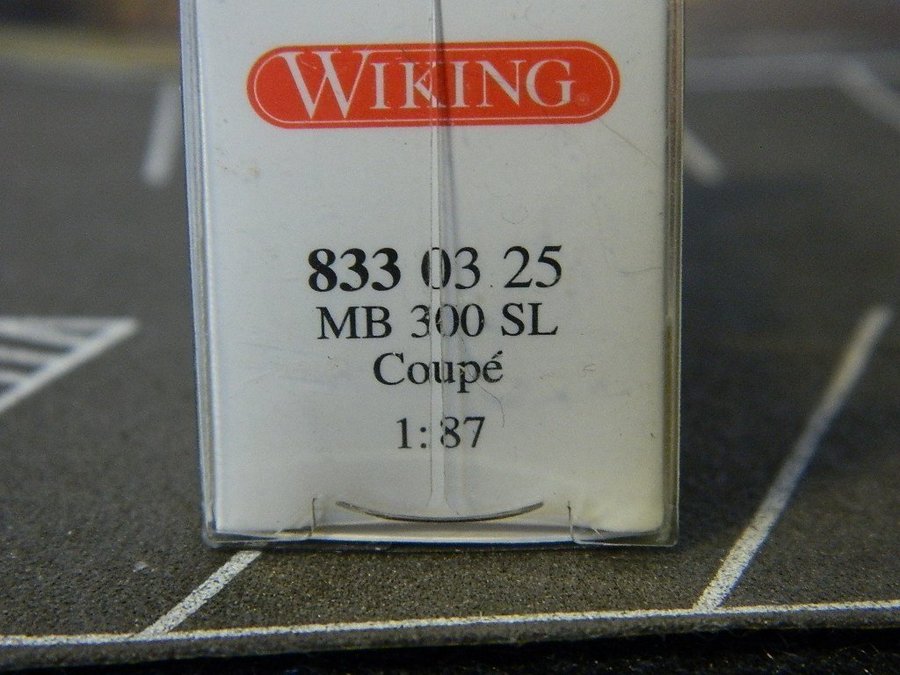 WIKING
833 03 25
MB 300 SL
Coupé
1:87